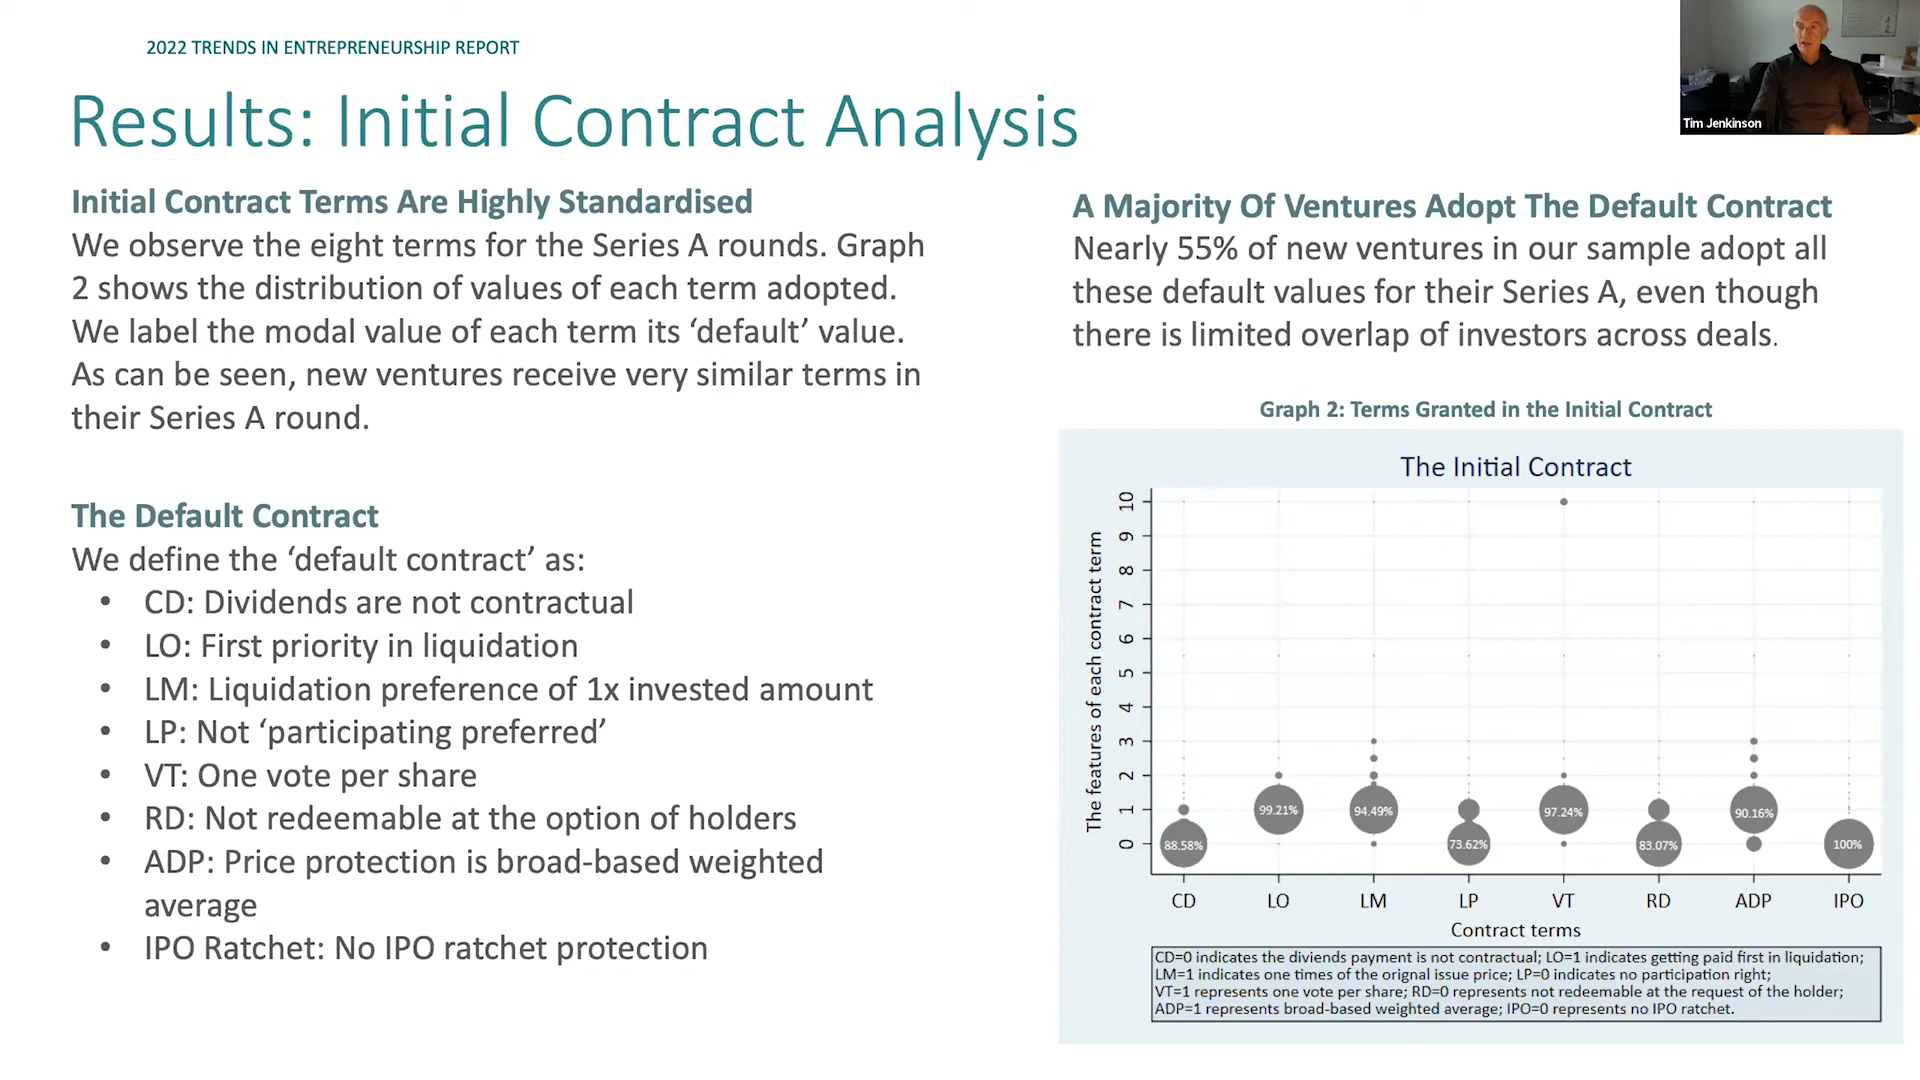 2022 TRENDS IN ENTREPRENEURSHIP REPORT
Results: Initial Contract Analysis
Tim Jenkinson
Initial Contract Terms Are Highly Standardised
We observe the eight terms for the Series A rounds. Graph
2 shows the distribution of values of each term adopted.
We label the modal value of each term its ‘default’ value.
As can be seen, new ventures receive very similar terms in
their Series A round.
The Default Contract
We define the ‘default contract’ as:
• CD: Dividends are not contractual
• LO: First priority in liquidation
• LM: Liquidation preference of 1x invested amount
• LP: Not ‘participating preferred’
• VT: One vote per share
• RD: Not redeemable at the option of holders
• ADP: Price protection is broad-based weighted
average
• IPO Ratchet: No IPO ratchet protection
A Majority Of Ventures Adopt The Default Contract
Nearly 55% of new ventures in our sample adopt all
these default values for their Series A, even though
there is limited overlap of investors across deals.
Graph 2: Terms Granted in the Initial Contract
The Initial Contract
The features of each contract term
10
9
8
7
6
5
4
3
2
1
0
99.21% 94.49% 97.24% 90.16%
88.58% 73.62% 83.07% 100%
CD LO LM LP VT RD ADP IPO
Contract terms
CD=0 indicates the diviends payment is not contractual; LO=1 indicates getting paid first in liquidation;
LM=1 indicates one times of the orignal issue price; LP=0 indicates no participation right;
VT=1 represents one vote per share; RD=0 represents not redeemable at the request of the holder;
ADP=1 represents broad-based weighted average; IPO=0 represents no IPO ratchet.